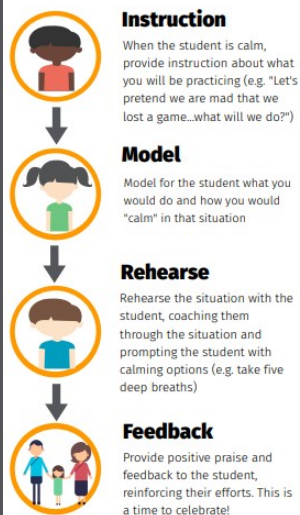 Instruction
When the student is calm,
provide instruction about what
you will be practicing (e.g. "Let's
pretend we are mad that we
lost a game...what will we do?")
Model
Model for the student what you
would do and how you would
"calm" in that situation
Rehearse
Rehearse the situation with the
student, coaching them
through the situation and
prompting the student with
calming options (e.g. take five
deep breaths)
Feedback
Provide positive praise and
feedback to the student,
reinforcing their efforts. This is
a time to celebrate!